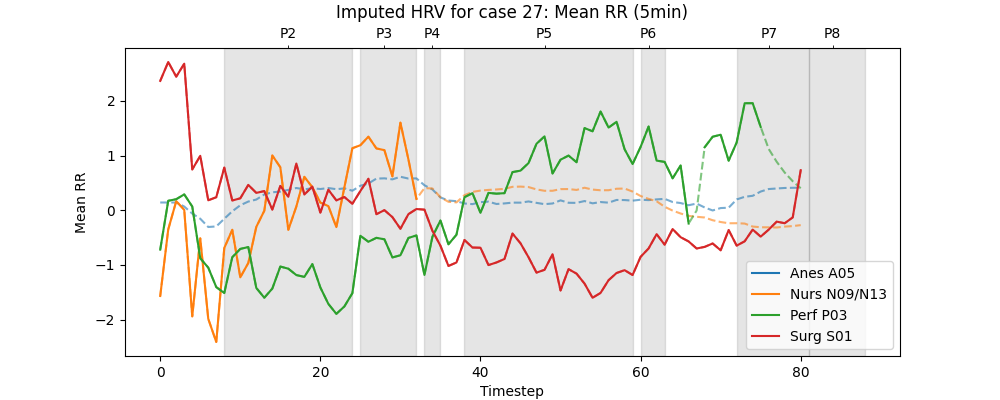 Imputed HRV for case 27: Mean RR (5min)
P2 P3 P4 P5 P6 P7 P8
Mean RR
2
1
0
−1
−2
0 20 40 60 80
Timestep
Anes A05
Nurs N09/N13
Perf P03
Surg S01